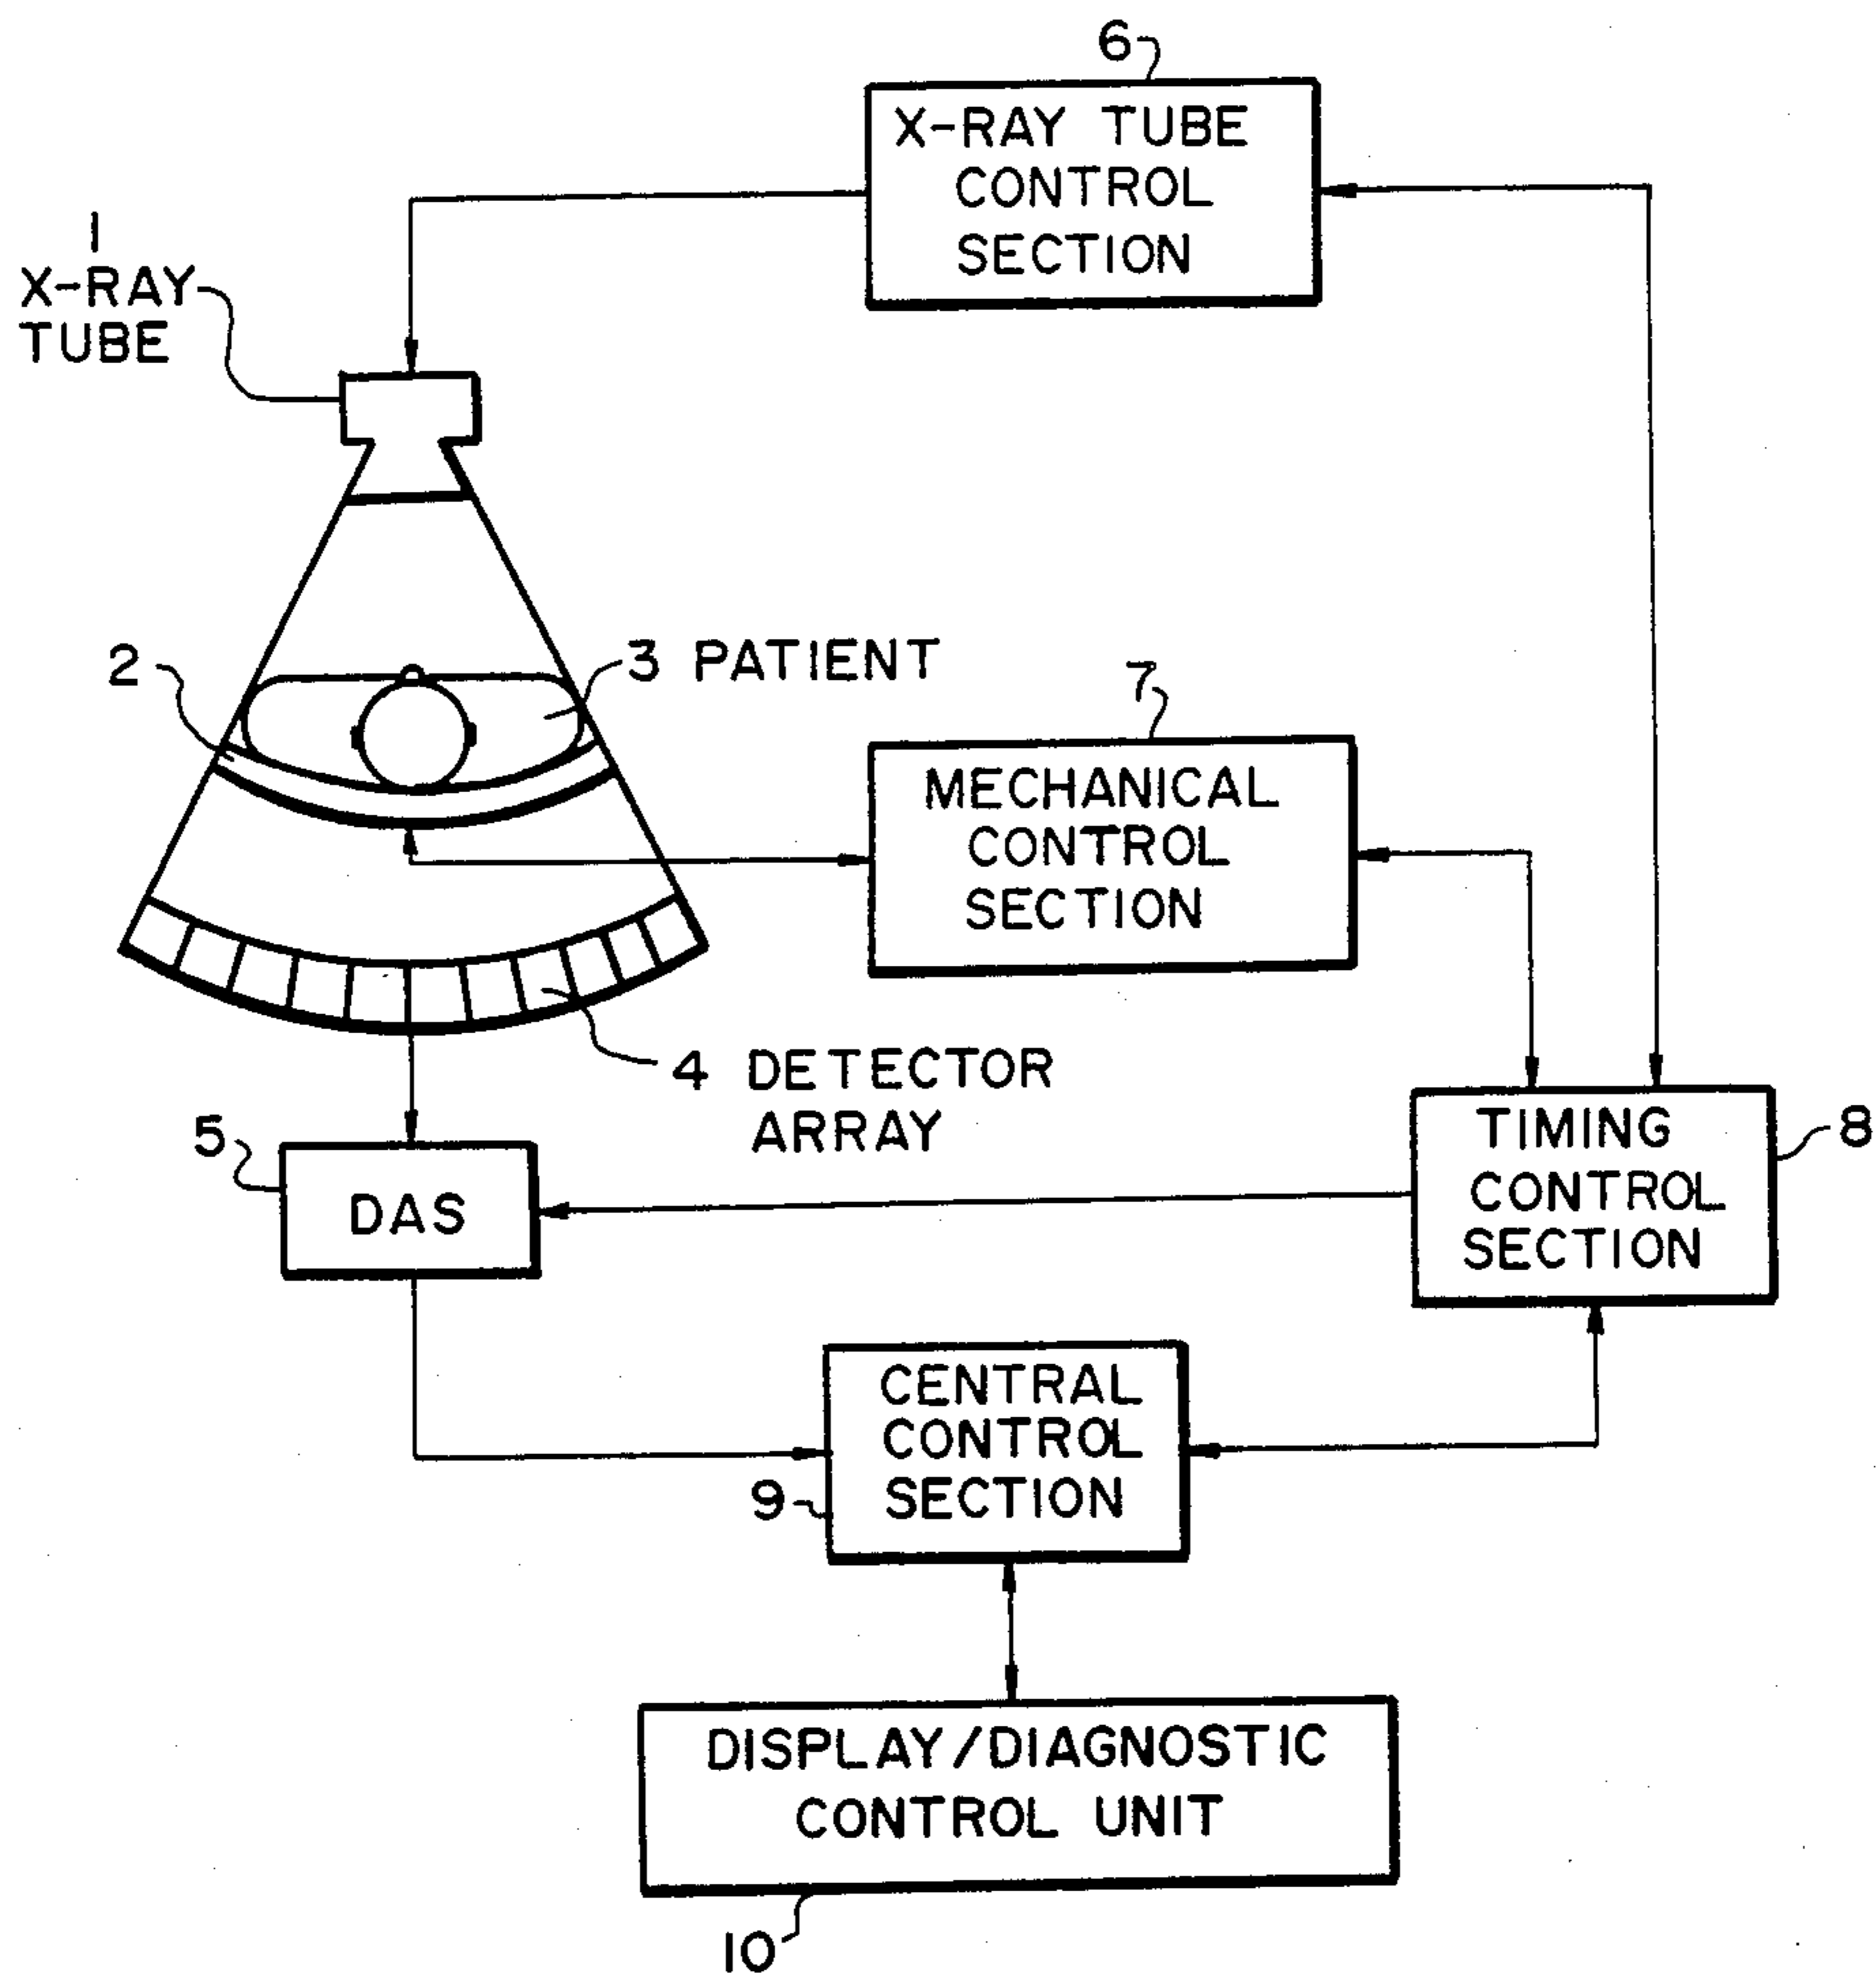 6
X-RAY TUBE
CONTROL
SECTION
1
X-RAY
TUBE
2
3 PATIENT
7
MECHANICAL
CONTROL
SECTION
4 DETECTOR
ARRAY
5
DAS
TIMING
CONTROL
SECTION
8
CENTRAL
CONTROL
SECTION
9
DISPLAY/DIAGNOSTIC
CONTROL UNIT
10